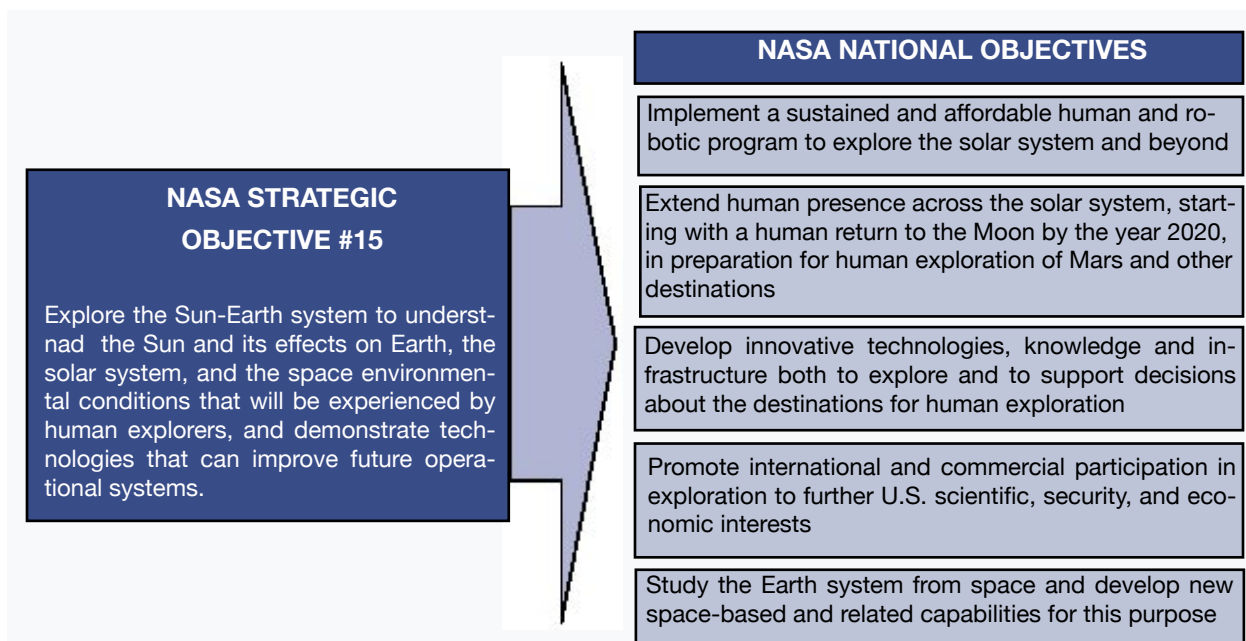 NASA STRATEGIC
OBJECTIVE #15
Explore the Sun-Earth system to underst-
nad the Sun and its effects on Earth, the
solar system, and the space environmen-
tal conditions that will be experienced by
human explorers, and demonstrate tech-
nologies that can improve future opera-
tional systems.
NASA NATIONAL OBJECTIVES
Implement a sustained and affordable human and ro-
botic program to explore the solar system and beyond
Extend human presence across the solar system, start-
ing with a human return to the Moon by the year 2020,
in preparation for human exploration of Mars and other
destinations
Develop innovative technologies, knowledge and in-
frastructure both to explore and to support decisions
about the destinations for human exploration
Promote international and commercial participation in
exploration to further U.S. scientific, security, and eco-
nomic interests
Study the Earth system from space and develop new
space-based and related capabilities for this purpose